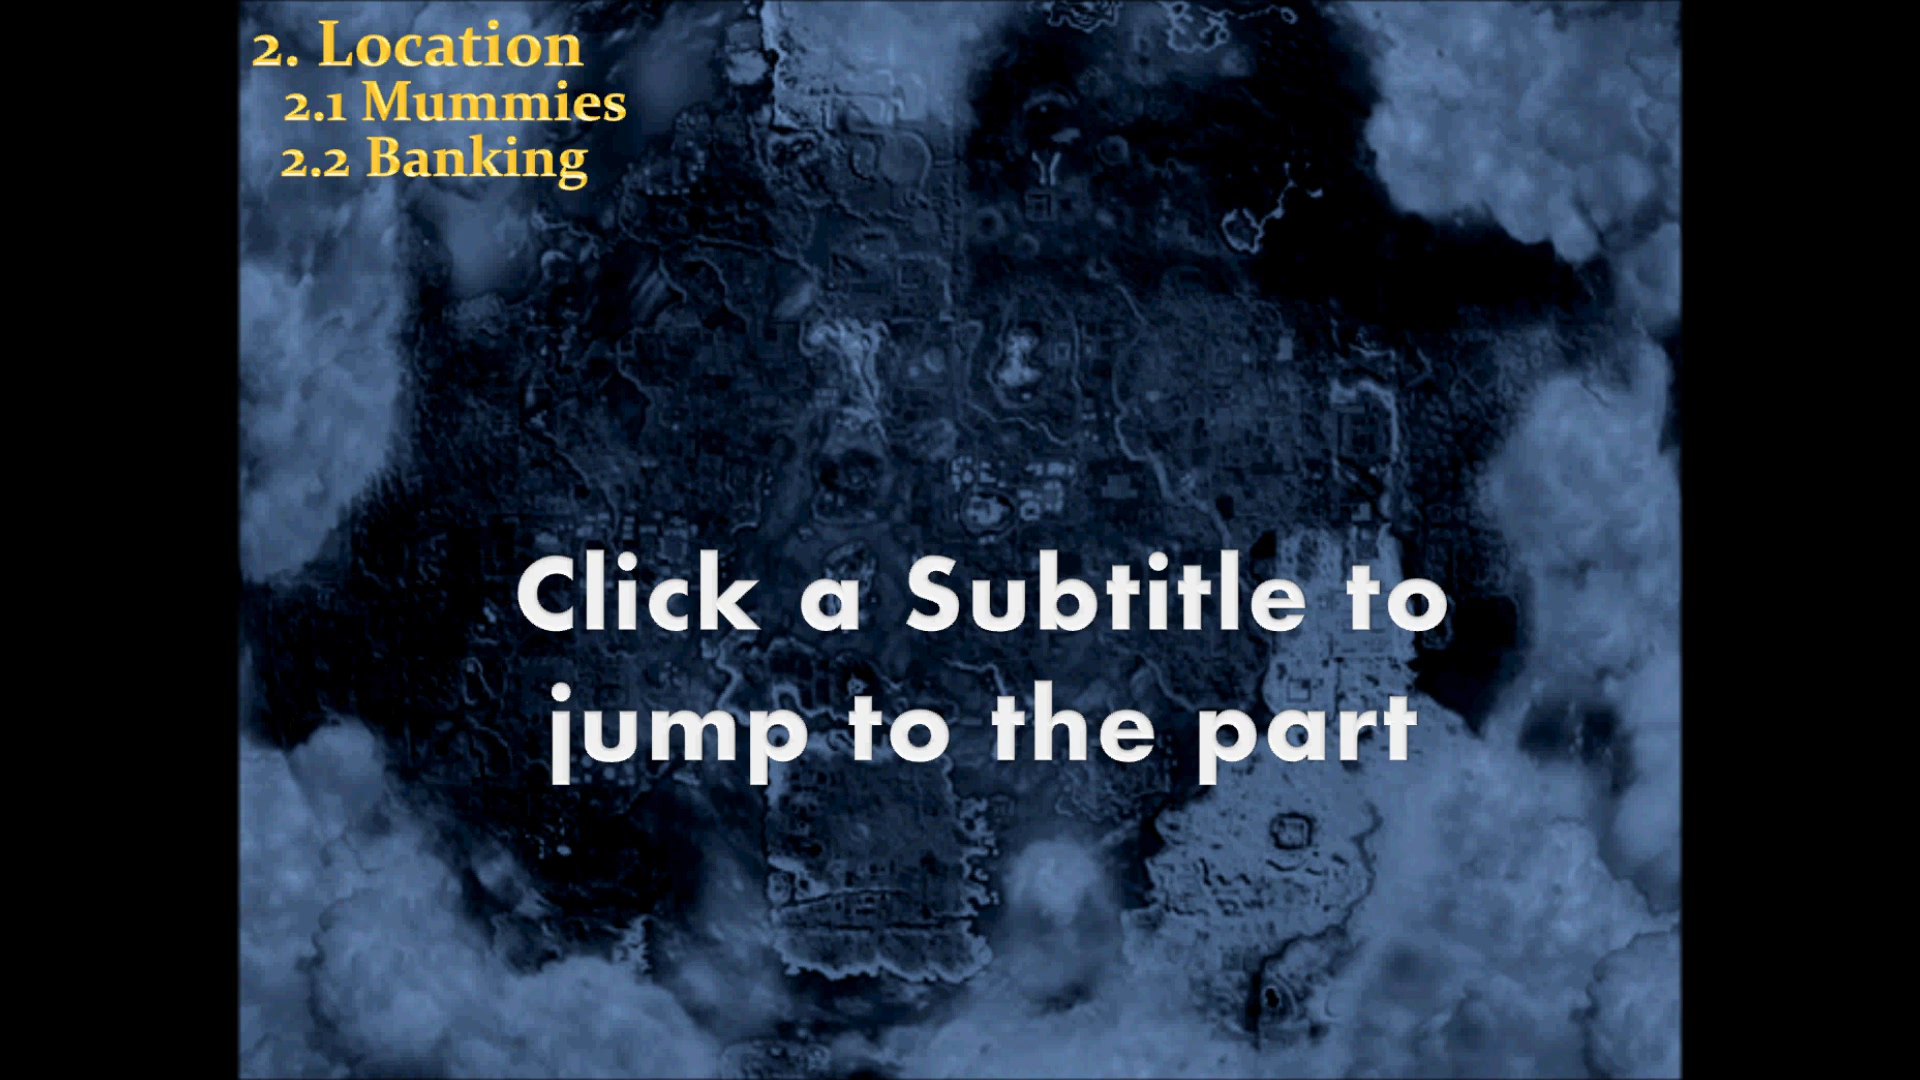 2. Location
2.1 Mummies
2.2 Banking
Click a Subtitle to
jump to the part